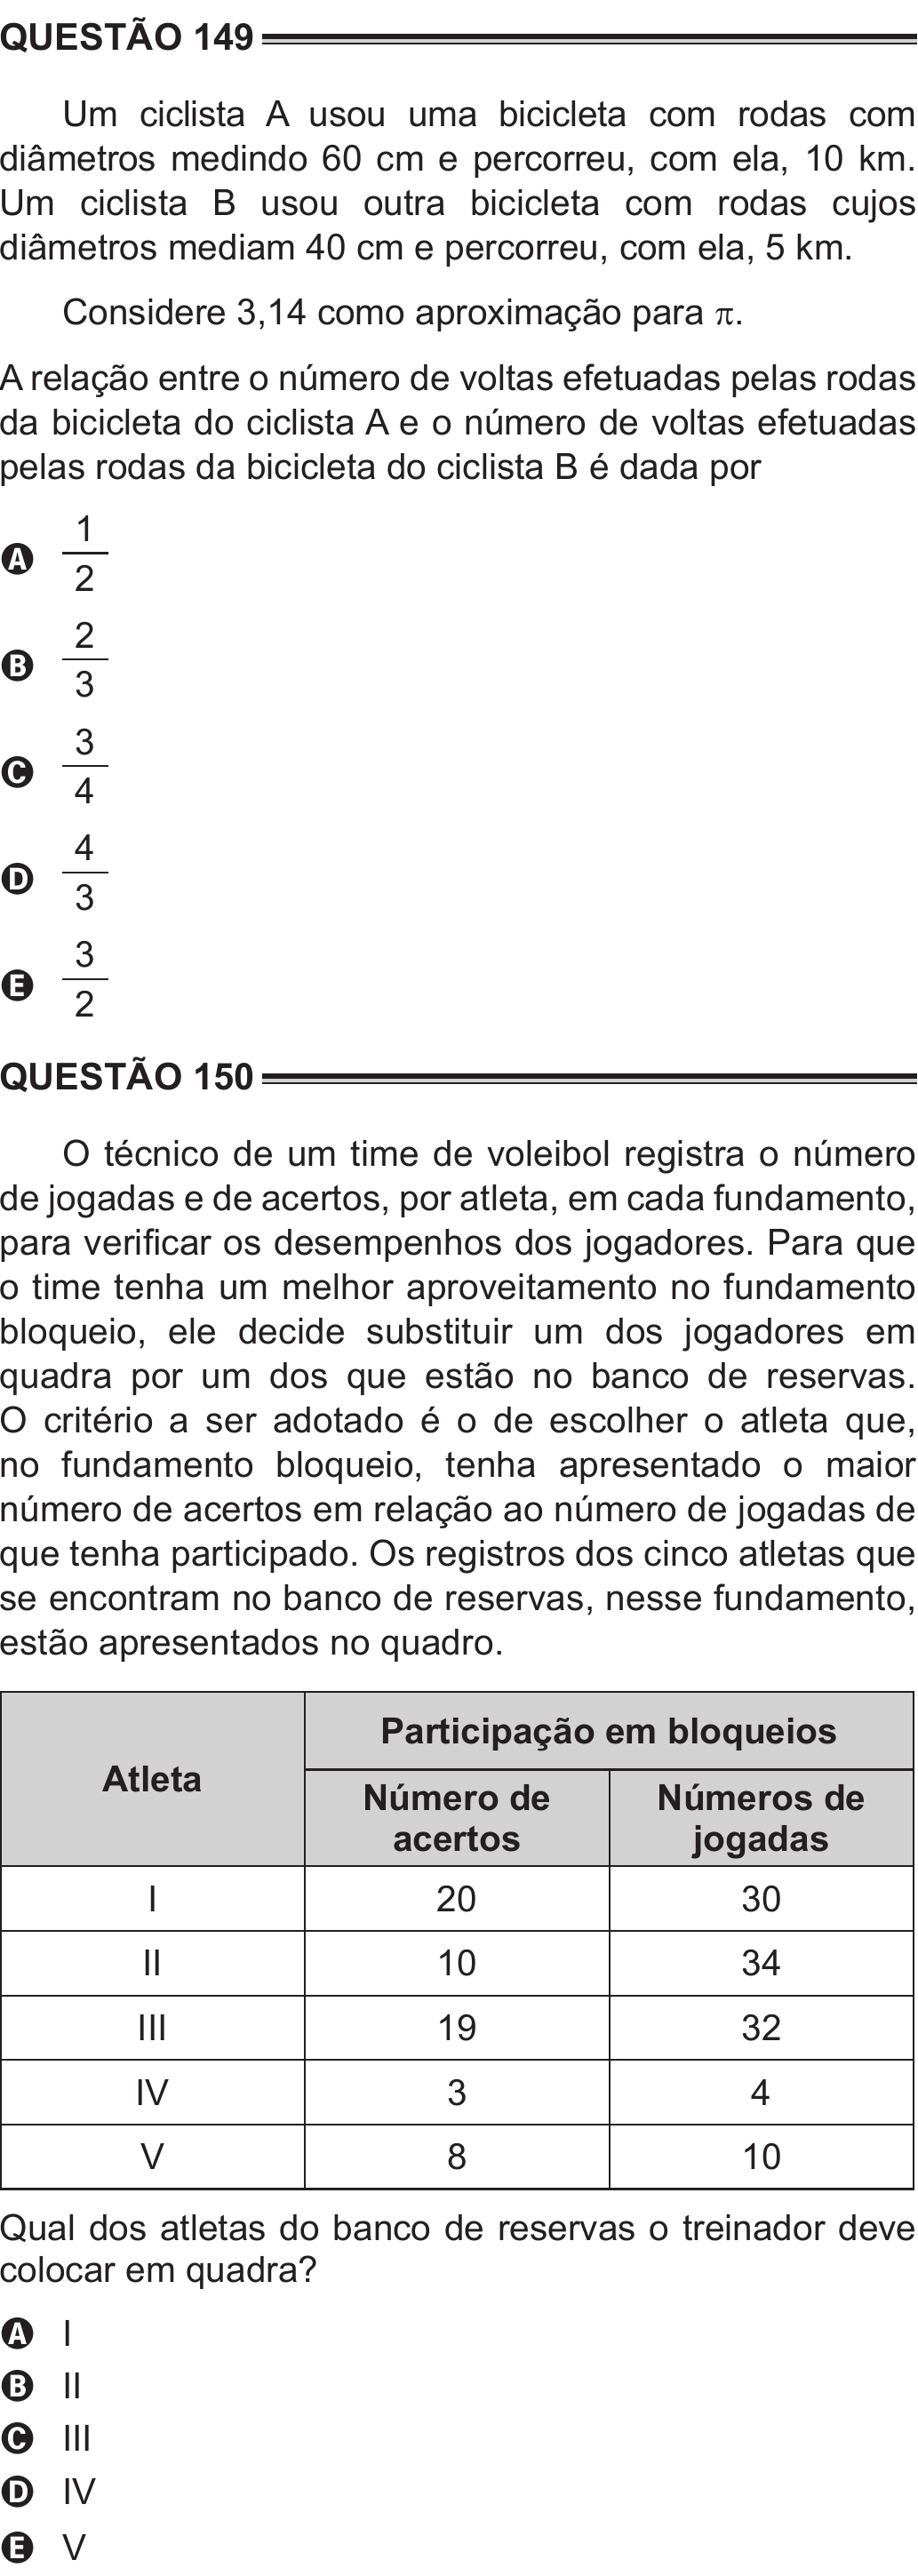 QUESTÃO 149
Um ciclista A usou uma bicicleta com rodas com
diâmetros medindo 60 cm e percorreu, com ela, 10 km.
Um ciclista B usou outra bicicleta com rodas cujos
diâmetros mediam 40 cm e percorreu, com ela, 5 km.
Considere 3,14 como aproximação para π.
A relação entre o número de voltas efetuadas pelas rodas
da bicicleta do ciclista A e o número de voltas efetuadas
pelas rodas da bicicleta do ciclista B é dada por
A 1/2
B 2/3
C 3/4
D 4/3
E 3/2
QUESTÃO 150
O técnico de um time de voleibol registra o número
de jogadas e de acertos, por atleta, em cada fundamento,
para verificar os desempenhos dos jogadores. Para que
o time tenha um melhor aproveitamento no fundamento
bloqueio, ele decide substituir um dos jogadores em
quadra por um dos que estão no banco de reservas.
O critério a ser adotado é o de escolher o atleta que,
no fundamento bloqueio, tenha apresentado o maior
número de acertos em relação ao número de jogadas de
que tenha participado. Os registros dos cinco atletas que
se encontram no banco de reservas, nesse fundamento,
estão apresentados no quadro.
Participação em bloqueios
Atleta
Número de Números de
acertos jogadas
I 20 30
II 10 34
III 19 32
IV 3 4
V 8 10
Qual dos atletas do banco de reservas o treinador deve
colocar em quadra?
A I
B II
C III
D IV
E V